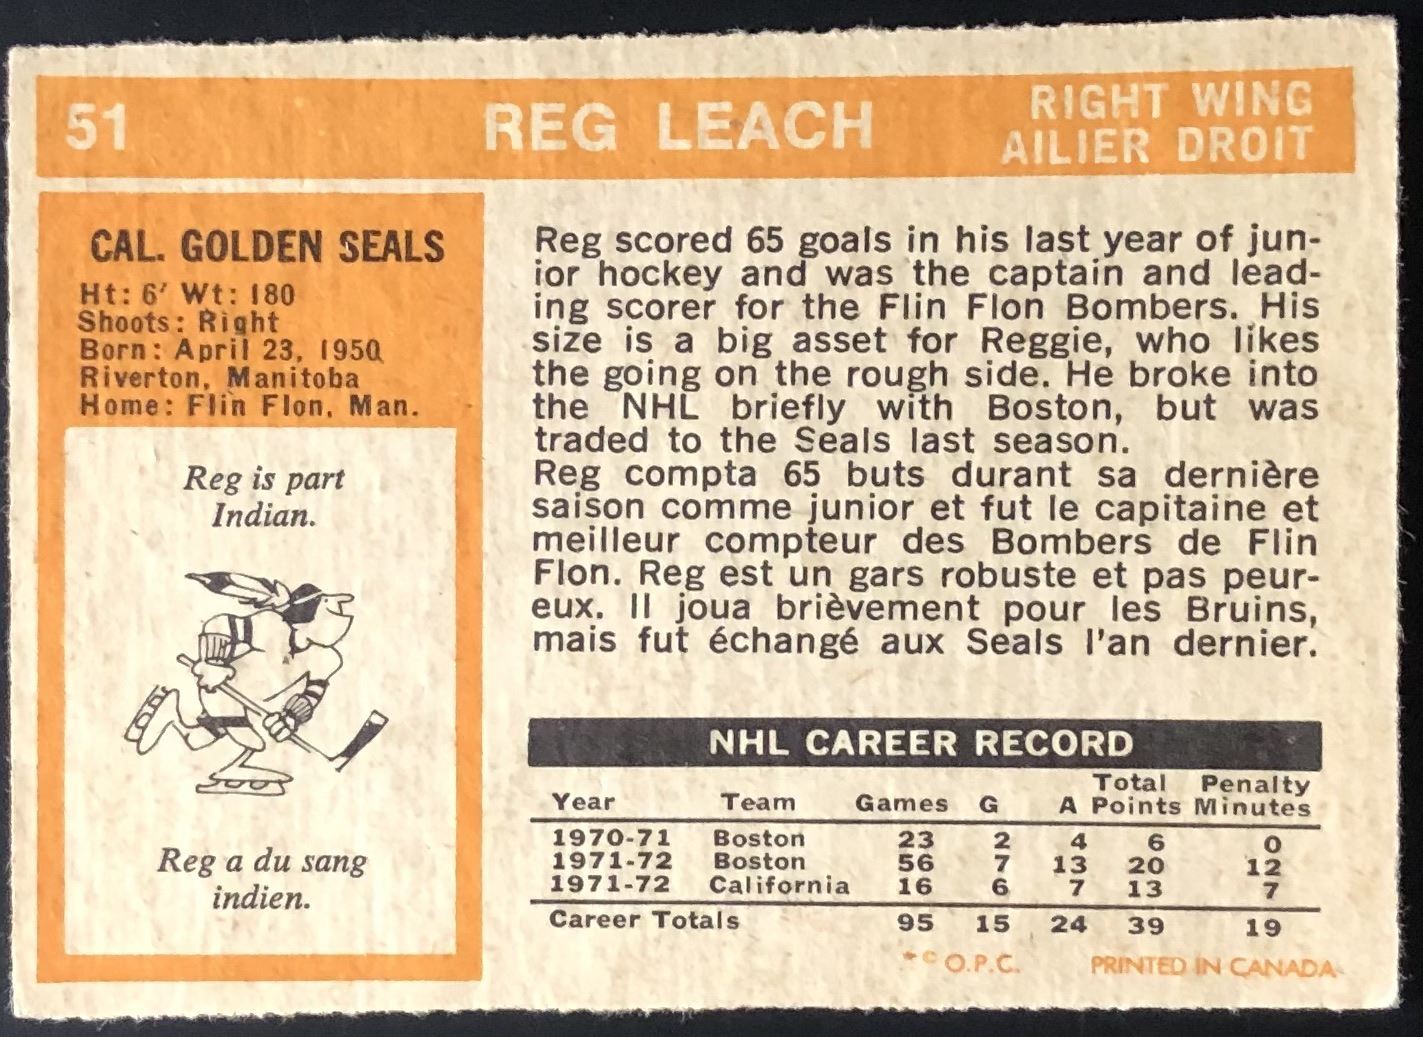 51
REG LEACH
RIGHT WING
AILIER DROIT
CAL. GOLDEN SEALS
Ht: 6' Wt: 180
Shoots: Right
Born: April 23, 1950
Riverton, Manitoba
Home: Flin Flon, Man.
Reg is part
Indian.
Reg a du sang
indien.
Reg scored 65 goals in his last year of jun-
ior hockey and was the captain and lead-
ing scorer for the Flin Flon Bombers. His
size is a big asset for Reggie, who likes
the going on the rough side. He broke into
the NHL briefly with Boston, but was
traded to the Seals last season.
Reg compta 65 buts durant sa dernière
saison comme junior et fut le capitaine et
meilleur compteur des Bombers de Flin
Flon. Reg est un gars robuste et pas peur-
eux. Il joua brièvement pour les Bruins,
mais fut échangé aux Seals l'an dernier.
NHL CAREER RECORD
Year Team Games G A Total Points Penalty Minutes
1970-71 Boston 23 2 4 6 0
1971-72 Boston 56 7 13 20 12
1971-72 California 16 6 7 13 7
Career Totals 95 15 24 39 19
*© O.P.C. PRINTED IN CANADA